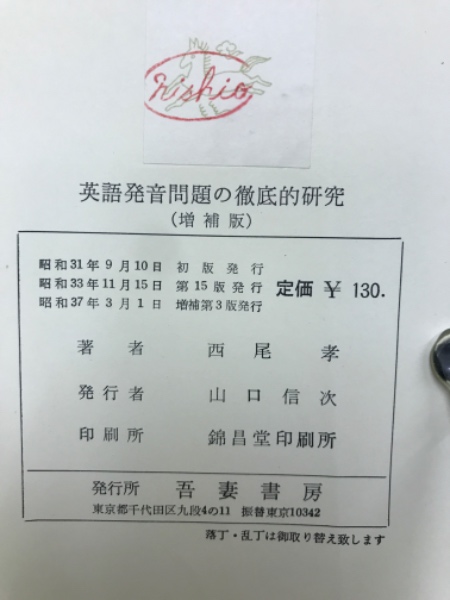 Nishio
英語発音問題の徹底的研究
(増補版)
昭和31年9月10日 初版発行
昭和33年11月15日 第15版発行
昭和37年3月1日 増補第3版発行
定価 ¥ 130.
著者 西尾孝
発行者 山口信次
印刷所 錦昌堂印刷所
発行所 吾妻書房
東京都千代田区九段4の11 振替東京10342
落丁・乱丁は御取り替え致します